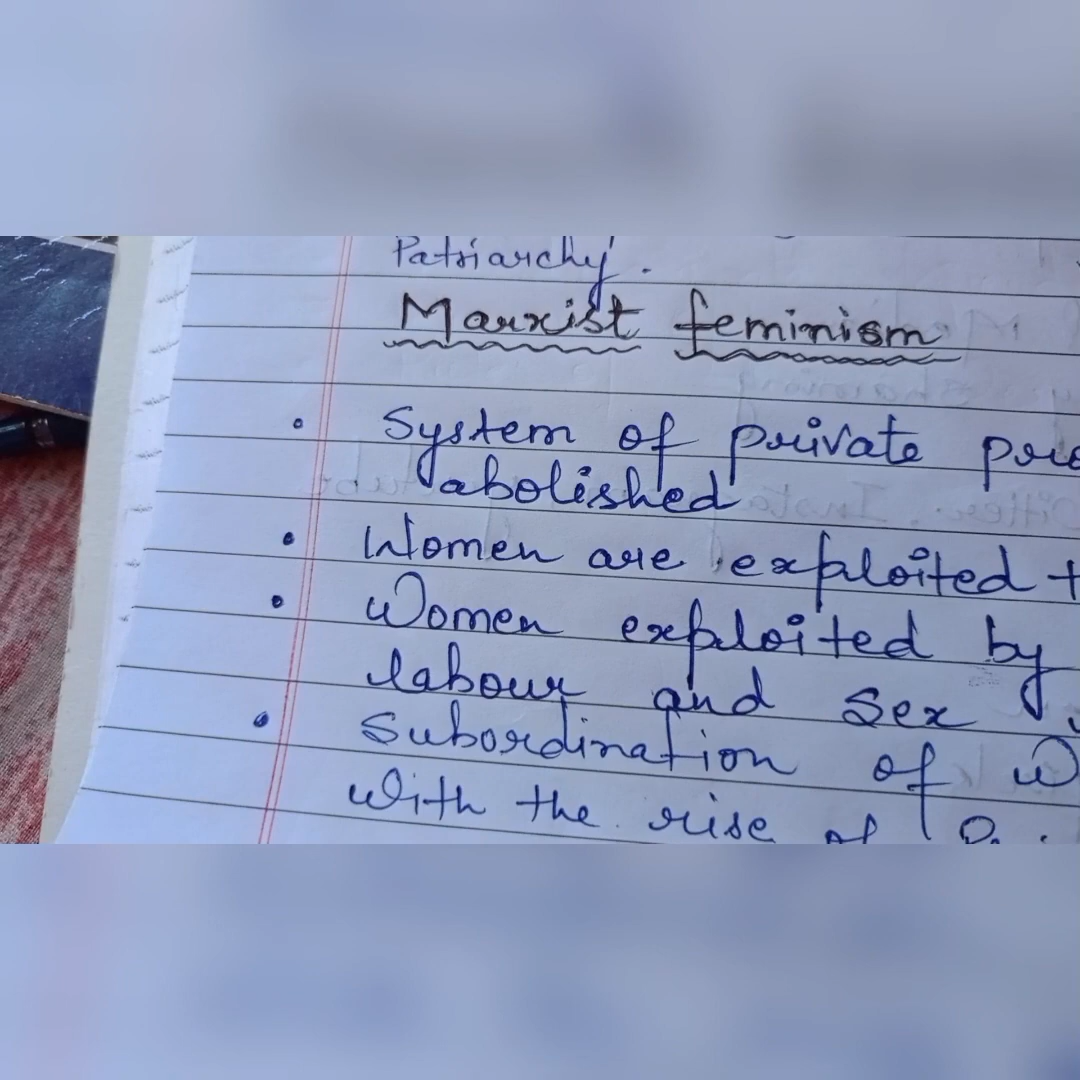 Patriarchy.
Marxist feminism
• System of private
abolished
• Women are exploited
• Women exploited by
labour and sex
• Subordination of
with the rise of